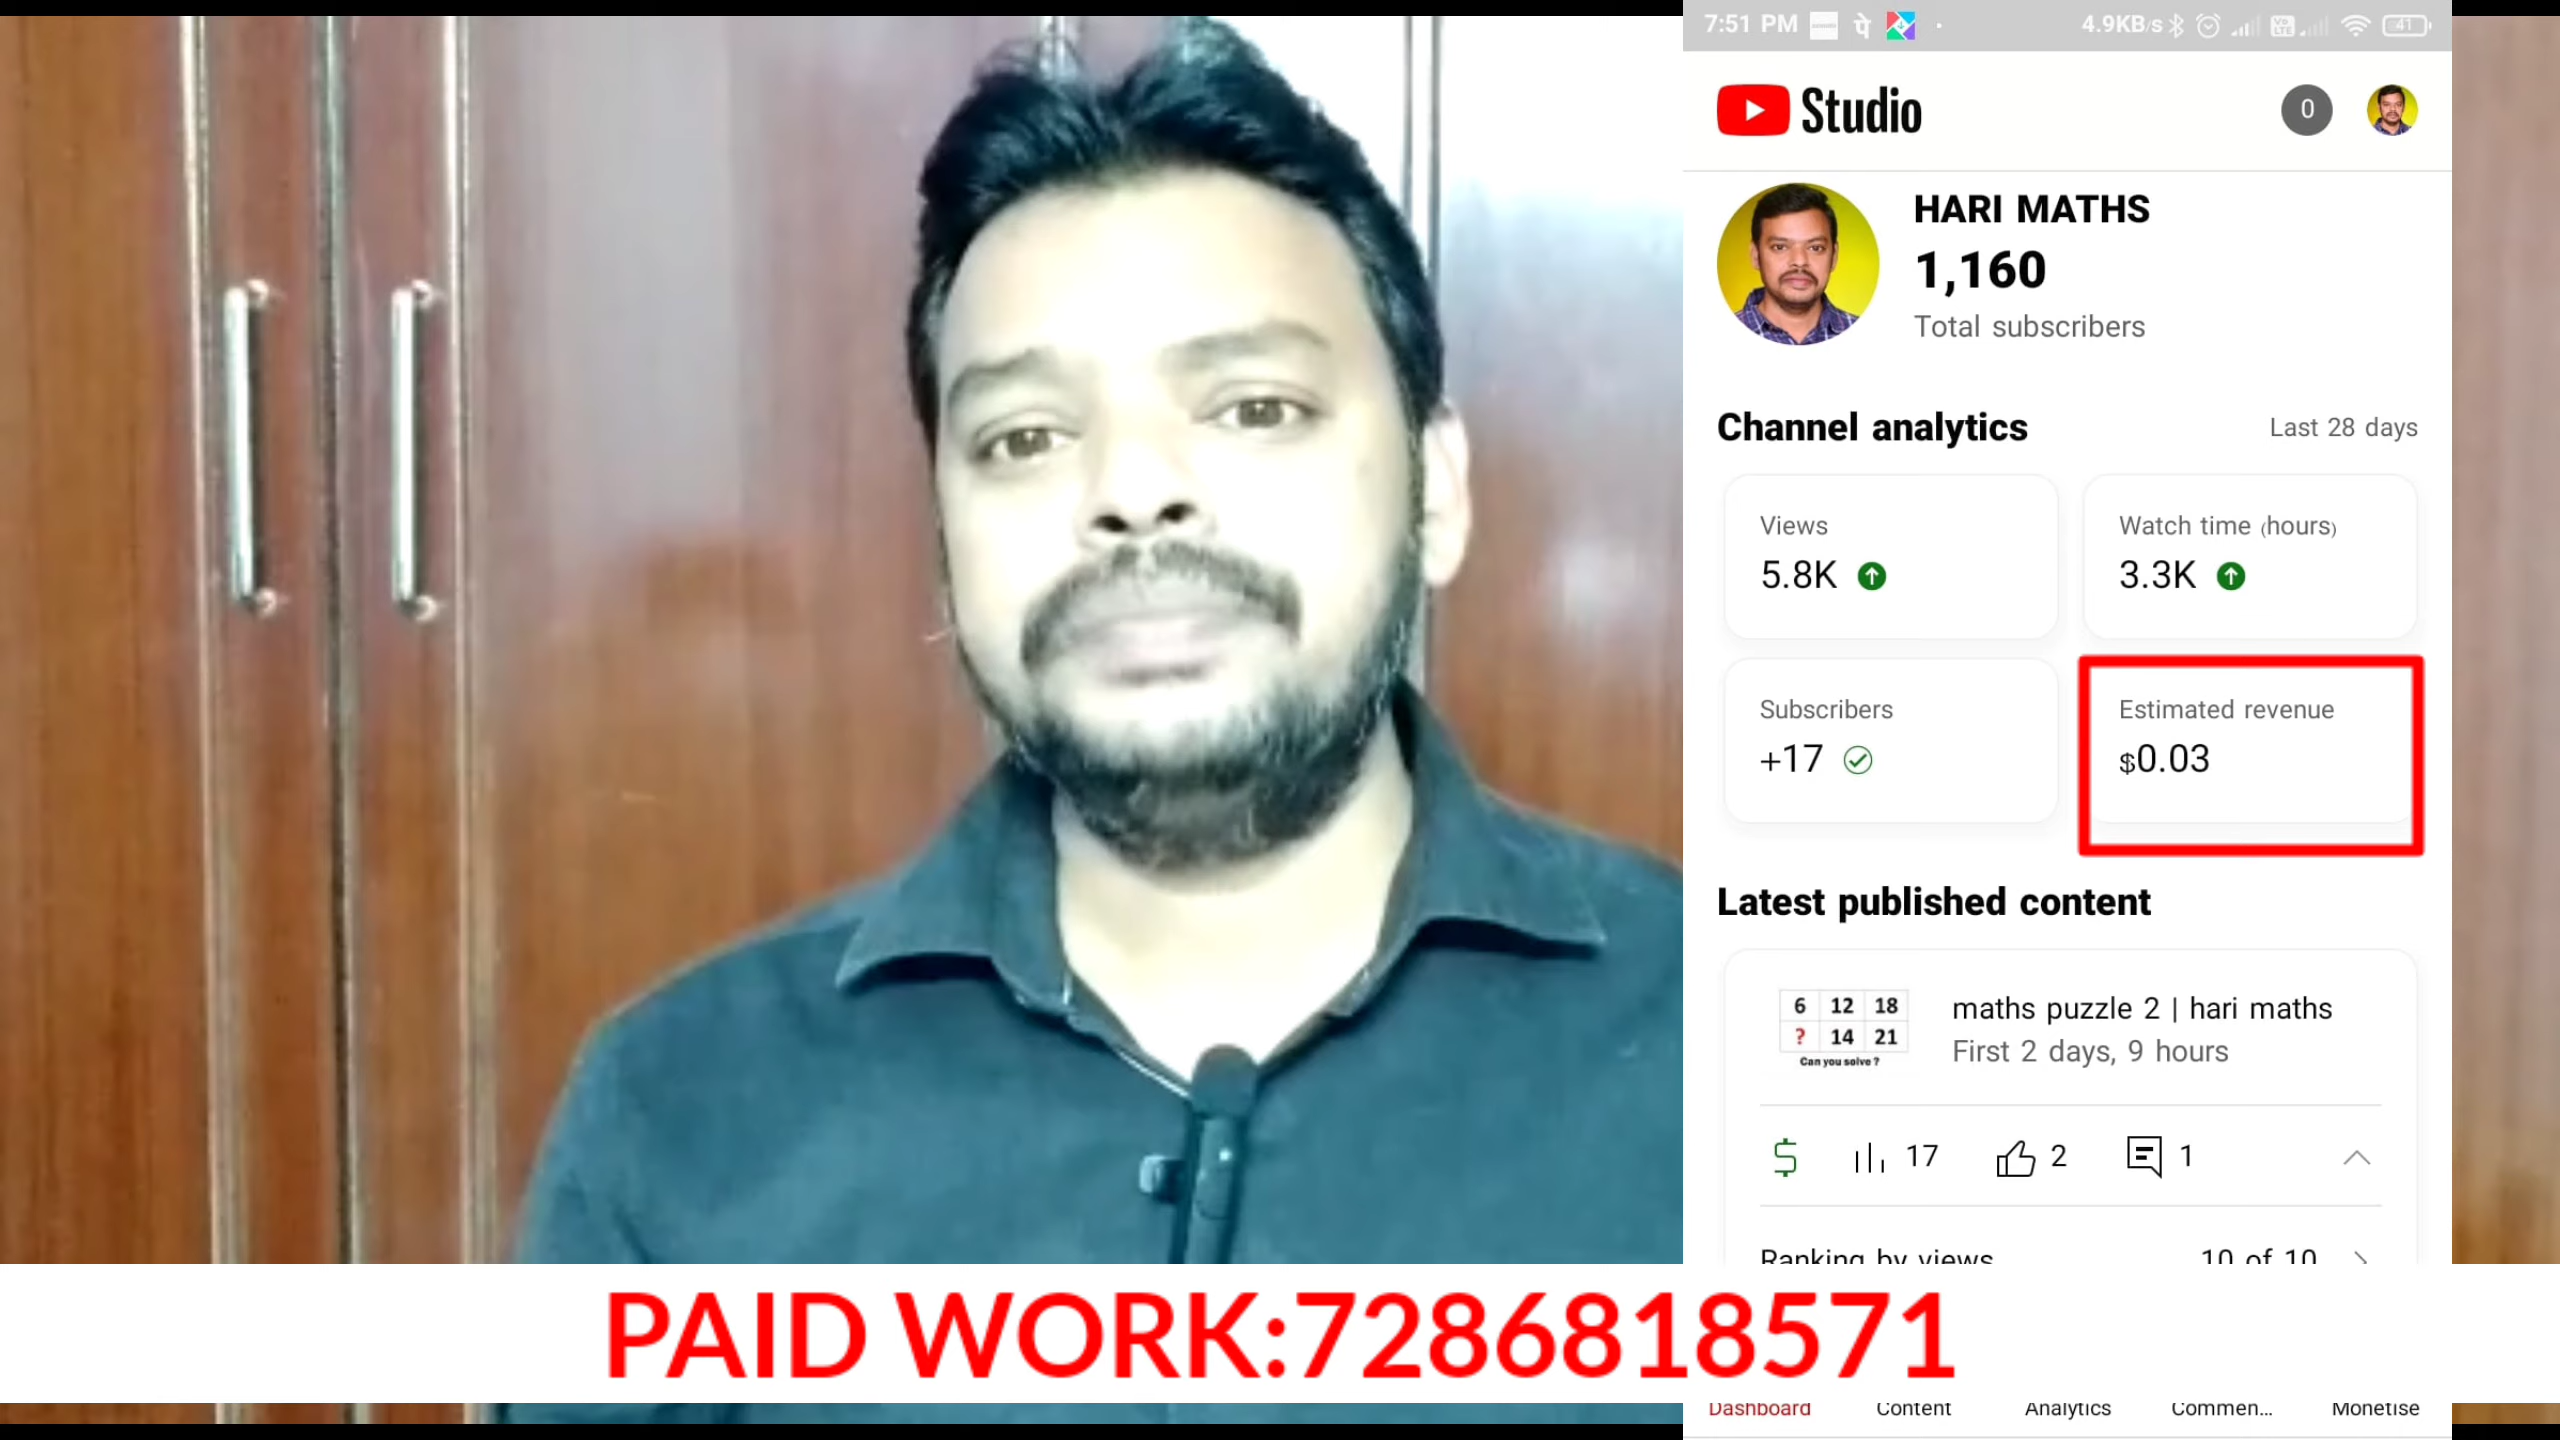 7:51 PM पे 4.9KB/s 41
Studio 0
HARI MATHS
1,160
Total subscribers
Channel analytics Last 28 days
Views Watch time (hours)
5.8K 3.3K
Subscribers Estimated revenue
+17 $0.03
Latest published content
6 12 18
? 14 21
Can you solve ?
maths puzzle 2 | hari maths
First 2 days, 9 hours
$ 17 2 1
Ranking by views 10 of 10
PAID WORK:7286818571
Dashboard Content Analytics Commen... Monetise